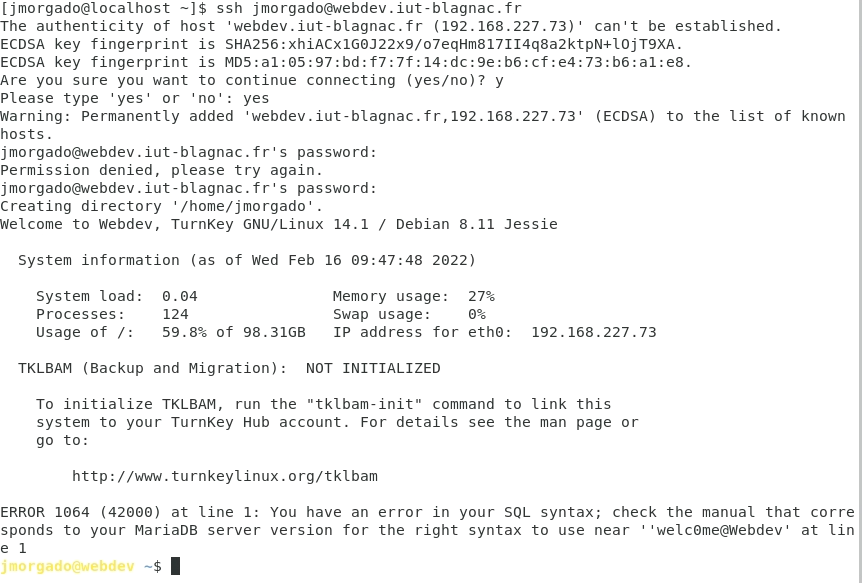 [jmorgado@localhost ~]$ ssh jmorgado@webdev.iut-blagnac.fr
The authenticity of host 'webdev.iut-blagnac.fr (192.168.227.73)' can't be established.
ECDSA key fingerprint is SHA256:xhiACx1G0J22x9/o7eqHm817II4q8a2ktpN+lOjT9XA.
ECDSA key fingerprint is MD5:a1:05:97:bd:f7:7f:14:dc:9e:b6:cf:e4:73:b6:a1:e8.
Are you sure you want to continue connecting (yes/no)? y
Please type 'yes' or 'no': yes
Warning: Permanently added 'webdev.iut-blagnac.fr,192.168.227.73' (ECDSA) to the list of known
hosts.
jmorgado@webdev.iut-blagnac.fr's password:
Permission denied, please try again.
jmorgado@webdev.iut-blagnac.fr's password:
Creating directory '/home/jmorgado'.
Welcome to Webdev, TurnKey GNU/Linux 14.1 / Debian 8.11 Jessie
System information (as of Wed Feb 16 09:47:48 2022)
System load: 0.04 Memory usage: 27%
Processes: 124 Swap usage: 0%
Usage of /: 59.8% of 98.31GB IP address for eth0: 192.168.227.73
TKLBAM (Backup and Migration): NOT INITIALIZED
To initialize TKLBAM, run the "tklbam-init" command to link this
system to your TurnKey Hub account. For details see the man page or
go to:
http://www.turnkeylinux.org/tklbam
ERROR 1064 (42000) at line 1: You have an error in your SQL syntax; check the manual that corre
sponds to your MariaDB server version for the right syntax to use near ''welc0me@Webdev' at lin
e 1
jmorgado@webdev ~$